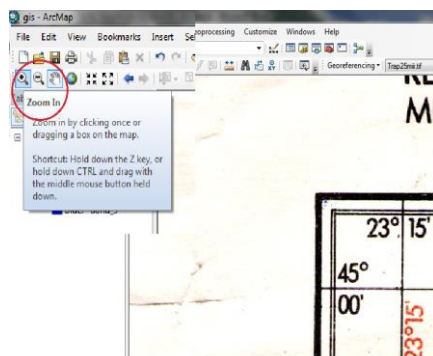 gis - ArcMap
File Edit View Bookmarks Insert Se
oprocessing Customize Windows Help
Georeferencing
Zoom In
Zoom in by clicking once or
dragging a box on the map.
Shortcut: Hold down the Z key, or
hold down CTRL and drag with
the middle mouse button held
down.
M
23° 15'
45°
00'
23°15'